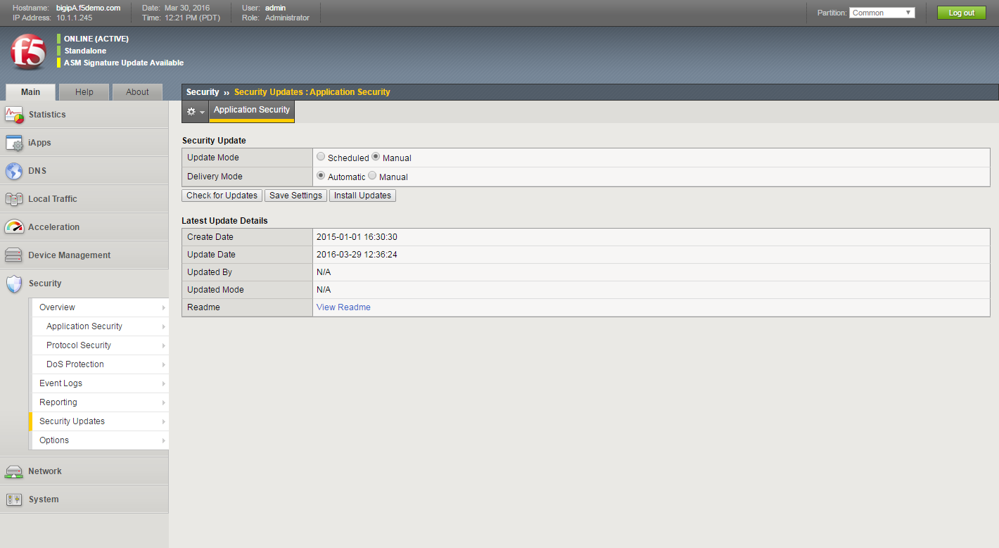 Hostname: bigipA.f5demo.com Date: Mar 30, 2016 User: admin
IP Address: 10.1.1.245 Time: 12:21 PM (PDT) Role: Administrator
Partition: Common Log out
f5
ONLINE (ACTIVE)
Standalone
ASM Signature Update Available
Main Help About
Security ›› Security Updates : Application Security
Application Security
Statistics
iApps
DNS
Local Traffic
Acceleration
Device Management
Security
Overview
Application Security
Protocol Security
DoS Protection
Event Logs
Reporting
Security Updates
Options
Network
System
Security Update
Update Mode Scheduled Manual
Delivery Mode Automatic Manual
Check for Updates Save Settings Install Updates
Latest Update Details
Create Date 2015-01-01 16:30:30
Update Date 2016-03-29 12:36:24
Updated By N/A
Updated Mode N/A
Readme View Readme